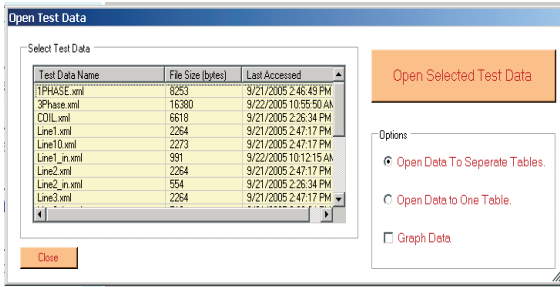 Open Test Data
Select Test Data
Test Data Name File Size (bytes) Last Accessed
1PHASE.xml 8253 9/21/2005 2:46:49 PM
3Phase.xml 16380 9/22/2005 10:55:50 AM
COIL.xml 6618 9/21/2005 2:26:34 PM
Line1.xml 2264 9/21/2005 2:47:17 PM
Line10.xml 2273 9/21/2005 2:47:17 PM
Line1_in.xml 991 9/22/2005 10:12:15 AM
Line2.xml 2264 9/21/2005 2:47:17 PM
Line2_in.xml 554 9/21/2005 2:26:34 PM
Line3.xml 2264 9/21/2005 2:47:17 PM
Close
Open Selected Test Data
Options
Open Data To Seperate Tables.
Open Data to One Table.
Graph Data